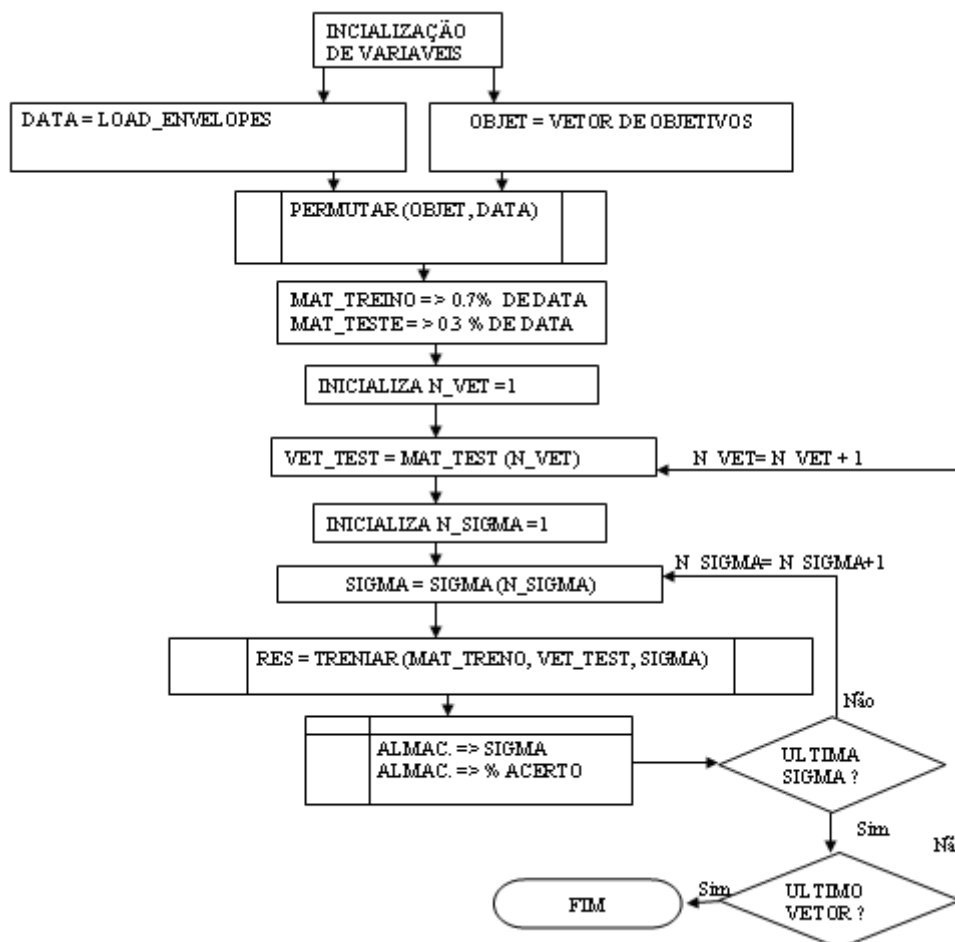 INCIALIZAÇÃO
DE VARIAVEIS
DATA = LOAD_ENVELOPES
OBJET = VETOR DE OBJETIVOS
PERMUTAR (OBJET, DATA)
MAT_TREINO => 0.7% DE DATA
MAT_TESTE => 0.3 % DE DATA
INICIALIZA N_VET =1
VET_TEST = MAT_TEST (N_VET)
N_VET= N_VET + 1
INICIALIZA N_SIGMA =1
N_SIGMA= N_SIGMA+1
SIGMA = SIGMA (N_SIGMA)
RES = TRENIAR (MAT_TRENO, VET_TEST, SIGMA)
Não
ALMAC. => SIGMA
ALMAC. => % ACERTO
ULTIMA
SIGMA ?
Sim
Nã
Sim
FIM
ULTIMO
VETOR ?